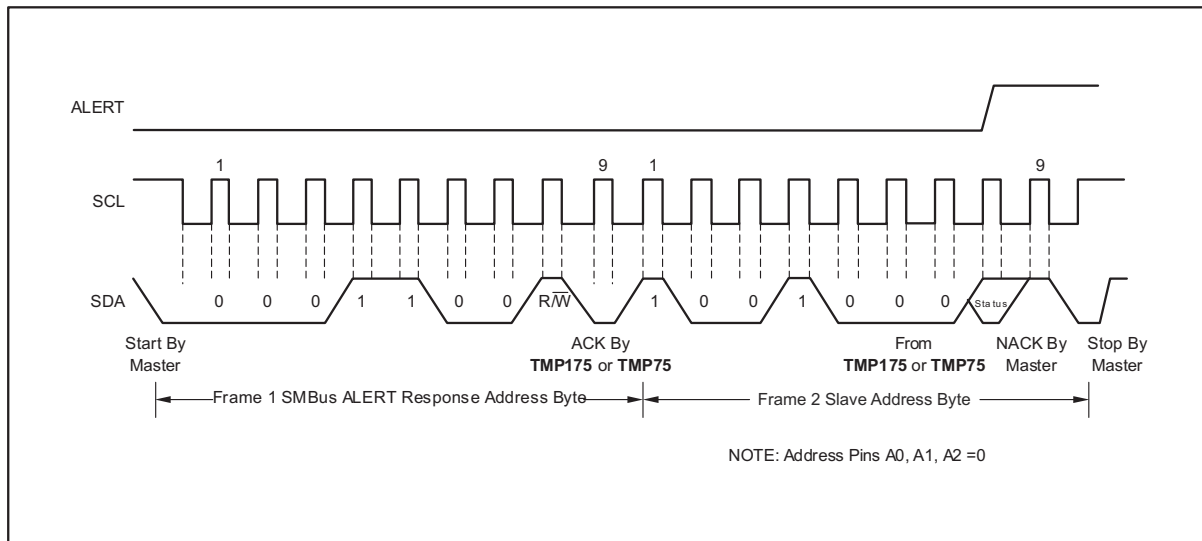 ALERT
1 9 1 9
SCL
SDA
0 0 0 1 1 0 0 R/W̅ 1 0 0 1 0 0 0 Status
Start By
Master
ACK By
TMP175 or TMP75
From
TMP175 or TMP75
NACK By
Master
Stop By
Master
Frame 1 SMBus ALERT Response Address Byte
Frame 2 Slave Address Byte
NOTE: Address Pins A0, A1, A2 =0